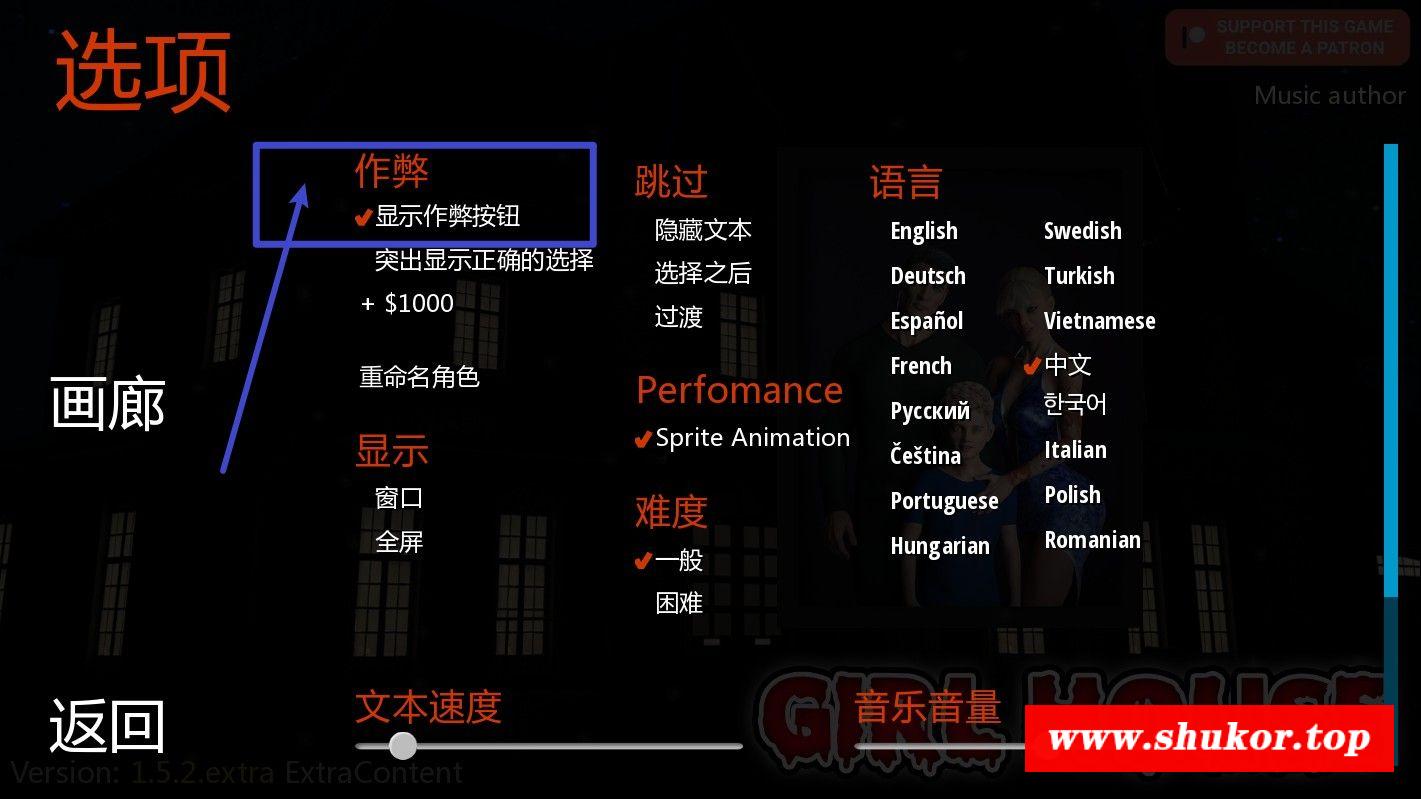 选项
SUPPORT THIS GAME
BECOME A PATRON
Music author
作弊
显示作弊按钮
突出显示正确的选择
+ $1000
重命名角色
显示
窗口
全屏
跳过
隐藏文本
选择之后
过渡
Perfomance
Sprite Animation
难度
一般
困难
语言
English
Deutsch
Español
French
Русский
Čeština
Portuguese
Hungarian
Swedish
Turkish
Vietnamese
中文
한국어
Italian
Polish
Romanian
画廊
返回
文本速度
音乐音量
GIRL HOUSE
www.shukor.top
Version: 1.5.2.extra ExtraContent